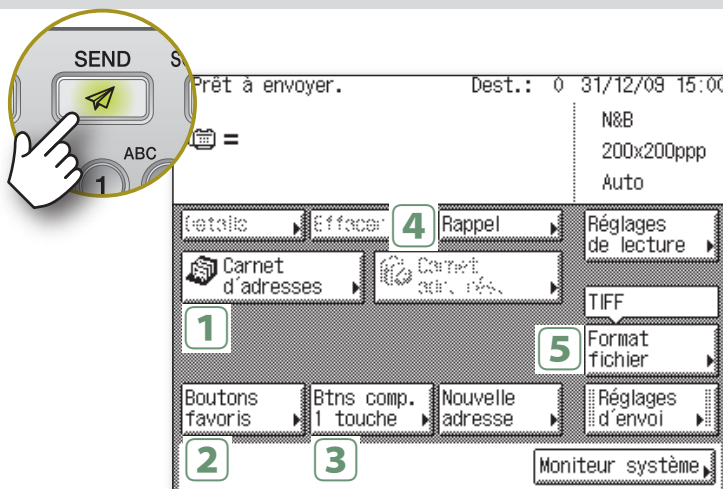 SEND
S
ABC
1
Prêt à envoyer.
Dest.: 0 31/12/09 15:00
=
N&B
200x200ppp
Auto
Details
Effacer
4
Rappel
Réglages
de lecture
Carnet
d'adresses
Carnet
adr. rés.
1
TIFF
5
Format
fichier
Boutons
favoris
Btns comp.
1 touche
Nouvelle
adresse
Réglages
d'envoi
2
3
Moniteur système